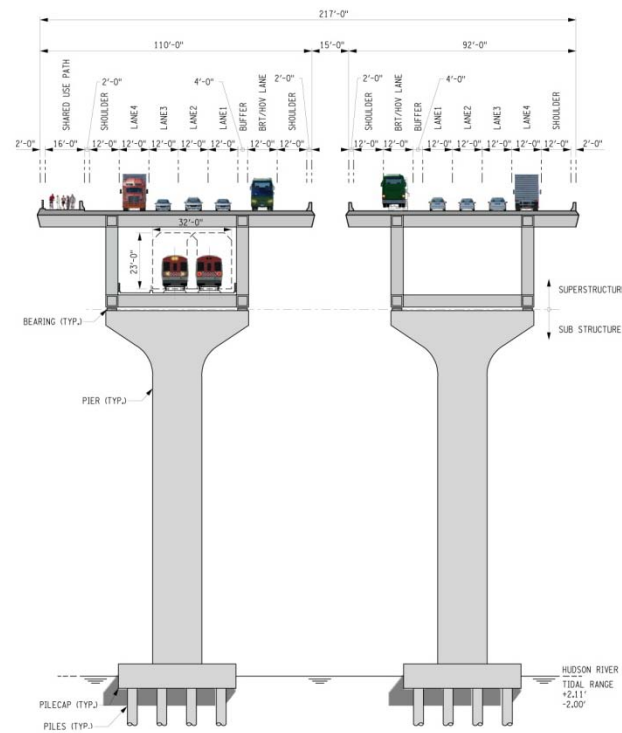 217'-0"
110'-0"
15'-0"
92'-0"
SHARED USE PATH
2'-0"
SHOULDER
LANE4
LANE3
LANE2
LANE1
4'-0"
BUFFER
BRT/HOV LANE
2'-0"
SHOULDER
2'-0"
SHOULDER
BRT/HOV LANE
BUFFER
4'-0"
LANE1
LANE2
LANE3
LANE4
SHOULDER
2'-0" 16'-0" 12'-0" 12'-0" 12'-0" 12'-0" 12'-0" 12'-0" 12'-0" 12'-0" 12'-0" 12'-0" 12'-0" 12'-0" 12'-0" 12'-0" 2'-0"
32'-0"
23'-0"
SUPERSTRUCTUR
BEARING (TYP.)
SUB STRUCTURE
PIER (TYP.)
HUDSON RIVER
TIDAL RANGE
+2.11'
-2.00'
PILECAP (TYP.)
PILES (TYP.)